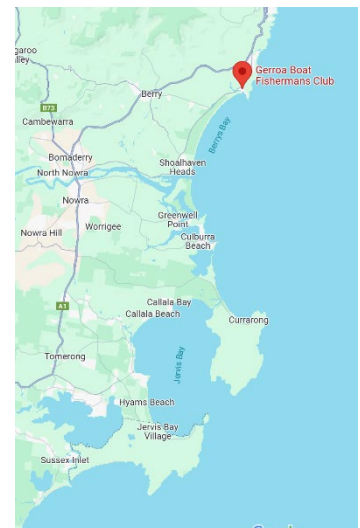 garoo
lley
Gerroa Boat
Fishermans Club
Berry
B73
Cambewarra
Berrys Bay
Bomaderry
North Nowra
Shoalhaven
Heads
Nowra
Greenwell
Point
Nowra Hill
Worrigee
Culburra
Beach
A1
Callala Bay
Callala Beach
Currarong
Tomerong
Jervis Bay
Hyams Beach
Jervis Bay
Village
Sussex Inlet